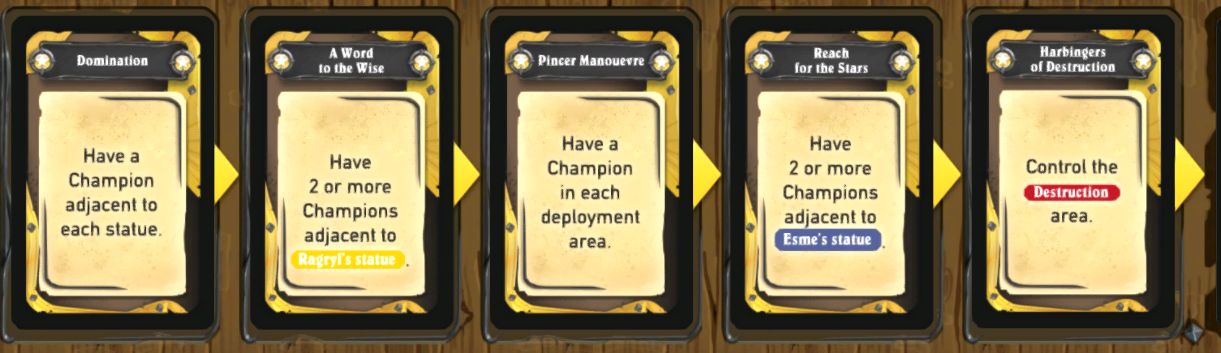 Domination
Have a
Champion
adjacent to
each statue.
A Word
to the Wise
Have
2 or more
Champions
adjacent to
Ragryl's statue .
Pincer Manouevre
Have a
Champion
in each
deployment
area.
Reach
for the Stars
Have
2 or more
Champions
adjacent to
Esme's statue .
Harbingers
of Destruction
Control the
Destruction
area.